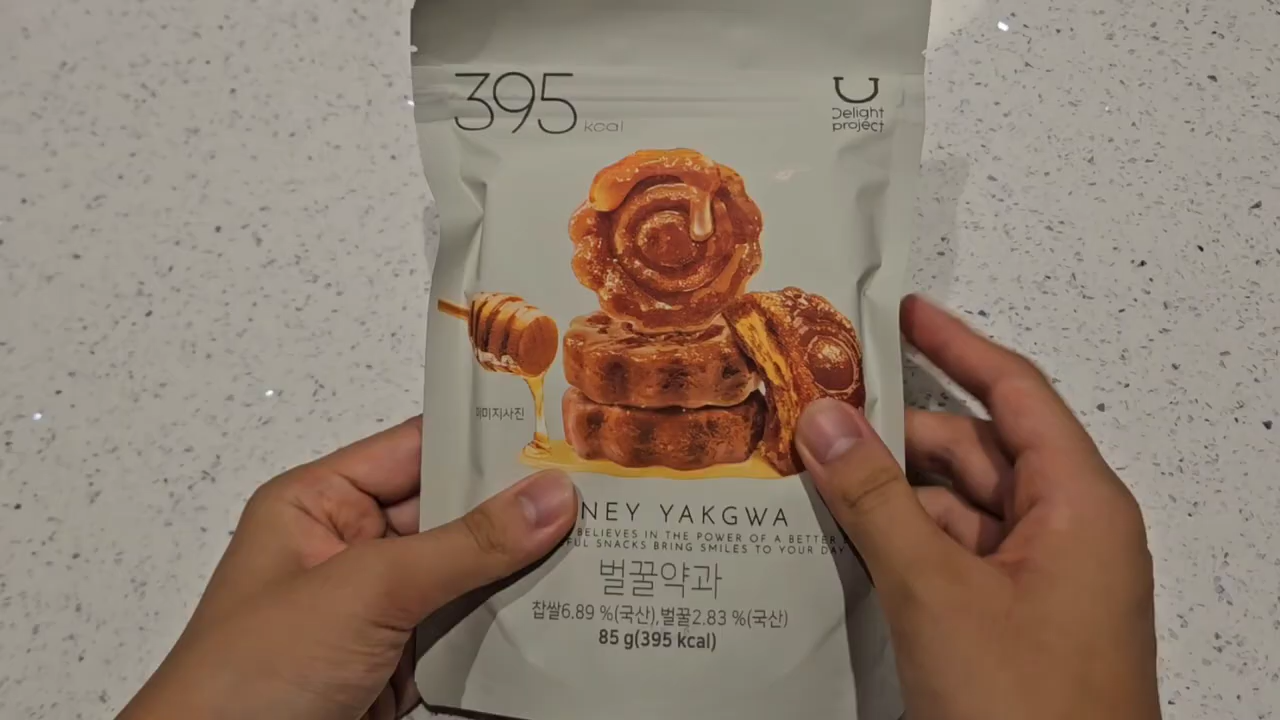 395 kcal
Delight
project
이미지사진
NEY YAKGWA
BELIEVES IN THE POWER OF A BETTER
FUL SNACKS BRING SMILES TO YOUR DAY
벌꿀약과
찹쌀6.89 %(국산),벌꿀2.83 %(국산)
85 g(395 kcal)